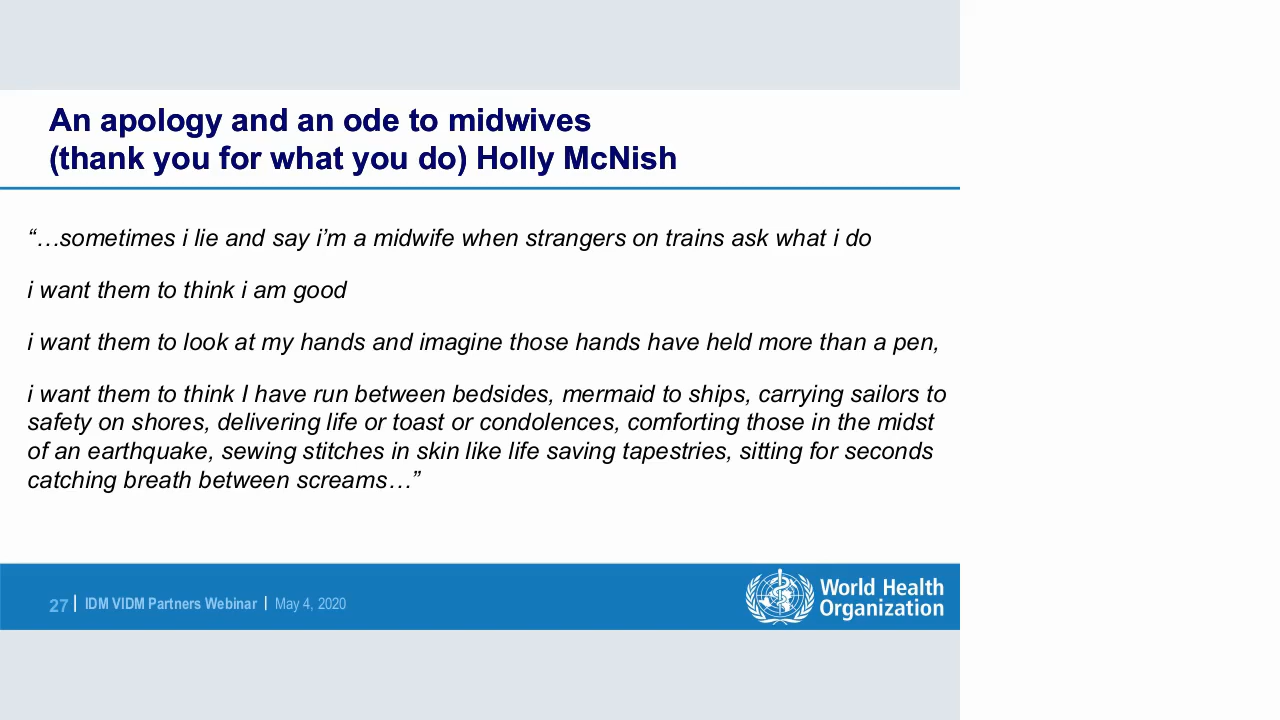 An apology and an ode to midwives
(thank you for what you do) Holly McNish
“…sometimes i lie and say i’m a midwife when strangers on trains ask what i do
i want them to think i am good
i want them to look at my hands and imagine those hands have held more than a pen,
i want them to think I have run between bedsides, mermaid to ships, carrying sailors to
safety on shores, delivering life or toast or condolences, comforting those in the midst
of an earthquake, sewing stitches in skin like life saving tapestries, sitting for seconds
catching breath between screams…”
27 | IDM VIDM Partners Webinar | May 4, 2020
World Health
Organization